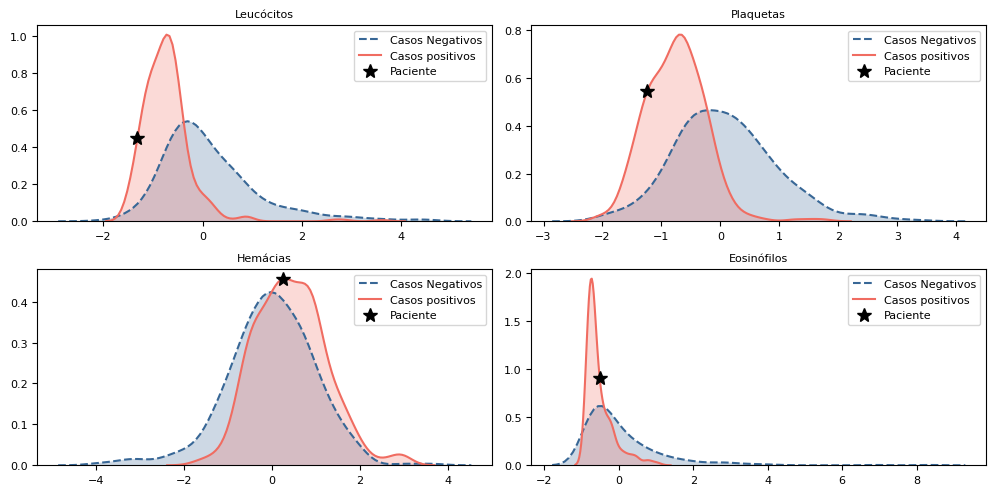 Leucócitos
1.0
0.8
0.6
0.4
0.2
0.0
−2
0
2
4
Casos Negativos
Casos positivos
Paciente
Plaquetas
0.8
0.6
0.4
0.2
0.0
−3
−2
−1
0
1
2
3
4
Casos Negativos
Casos positivos
Paciente
Hemácias
0.4
0.3
0.2
0.1
0.0
−4
−2
0
2
4
Casos Negativos
Casos positivos
Paciente
Eosinófilos
2.0
1.5
1.0
0.5
0.0
−2
0
2
4
6
8
Casos Negativos
Casos positivos
Paciente